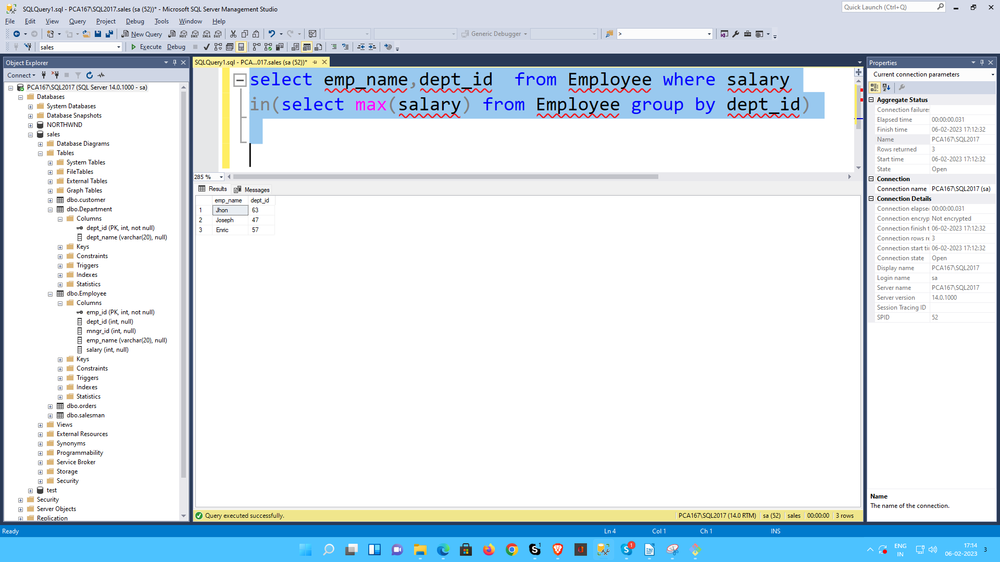 SQLQuery1.sql - PCA167\SQL2017.sales (sa (52))* - Microsoft SQL Server Management Studio
Quick Launch (Ctrl+Q)
File Edit View Query Project Debug Tools Window Help
New Query
MDX DMX XMLA DAX
Generic Debugger
>
sales
Execute Debug
Object Explorer
Connect
PCA167\SQL2017 (SQL Server 14.0.1000 - sa)
Databases
System Databases
Database Snapshots
NORTHWND
sales
Database Diagrams
Tables
System Tables
FileTables
External Tables
Graph Tables
dbo.customer
dbo.Department
Columns
dept_id (PK, int, not null)
dept_name (varchar(20), null)
Keys
Constraints
Triggers
Indexes
Statistics
dbo.Employee
Columns
emp_id (PK, int, not null)
dept_id (int, null)
mngr_id (int, null)
emp_name (varchar(20), null)
salary (int, null)
Keys
Constraints
Triggers
Indexes
Statistics
dbo.orders
dbo.salesman
Views
External Resources
Synonyms
Programmability
Service Broker
Storage
Security
test
Security
Server Objects
Replication
SQLQuery1.sql - PCA...017.sales (sa (52))*
select emp_name,dept_id  from Employee where salary
in(select max(salary) from Employee group by dept_id)
285 %
Results Messages
emp_name dept_id
1 Jhon 63
2 Joseph 47
3 Enric 57
Query executed successfully.
PCA167\SQL2017 (14.0 RTM) sa (52) sales 00:00:00 3 rows
Properties
Current connection parameters
Aggregate Status
Connection failures
Elapsed time 00:00:00.031
Finish time 06-02-2023 17:12:32
Name PCA167\SQL2017
Rows returned 3
Start time 06-02-2023 17:12:32
State Open
Connection
Connection name PCA167\SQL2017 (sa)
Connection Details
Connection elapse 00:00:00.031
Connection encryp Not encrypted
Connection finish t 06-02-2023 17:12:32
Connection rows re 3
Connection start tir 06-02-2023 17:12:32
Connection state Open
Display name PCA167\SQL2017
Login name sa
Server name PCA167\SQL2017
Server version 14.0.1000
Session Tracing ID
SPID 52
Name
The name of the connection.
Ready
Ln 4 Col 1 Ch 1 INS
ENG
IN
17:14
06-02-2023
3